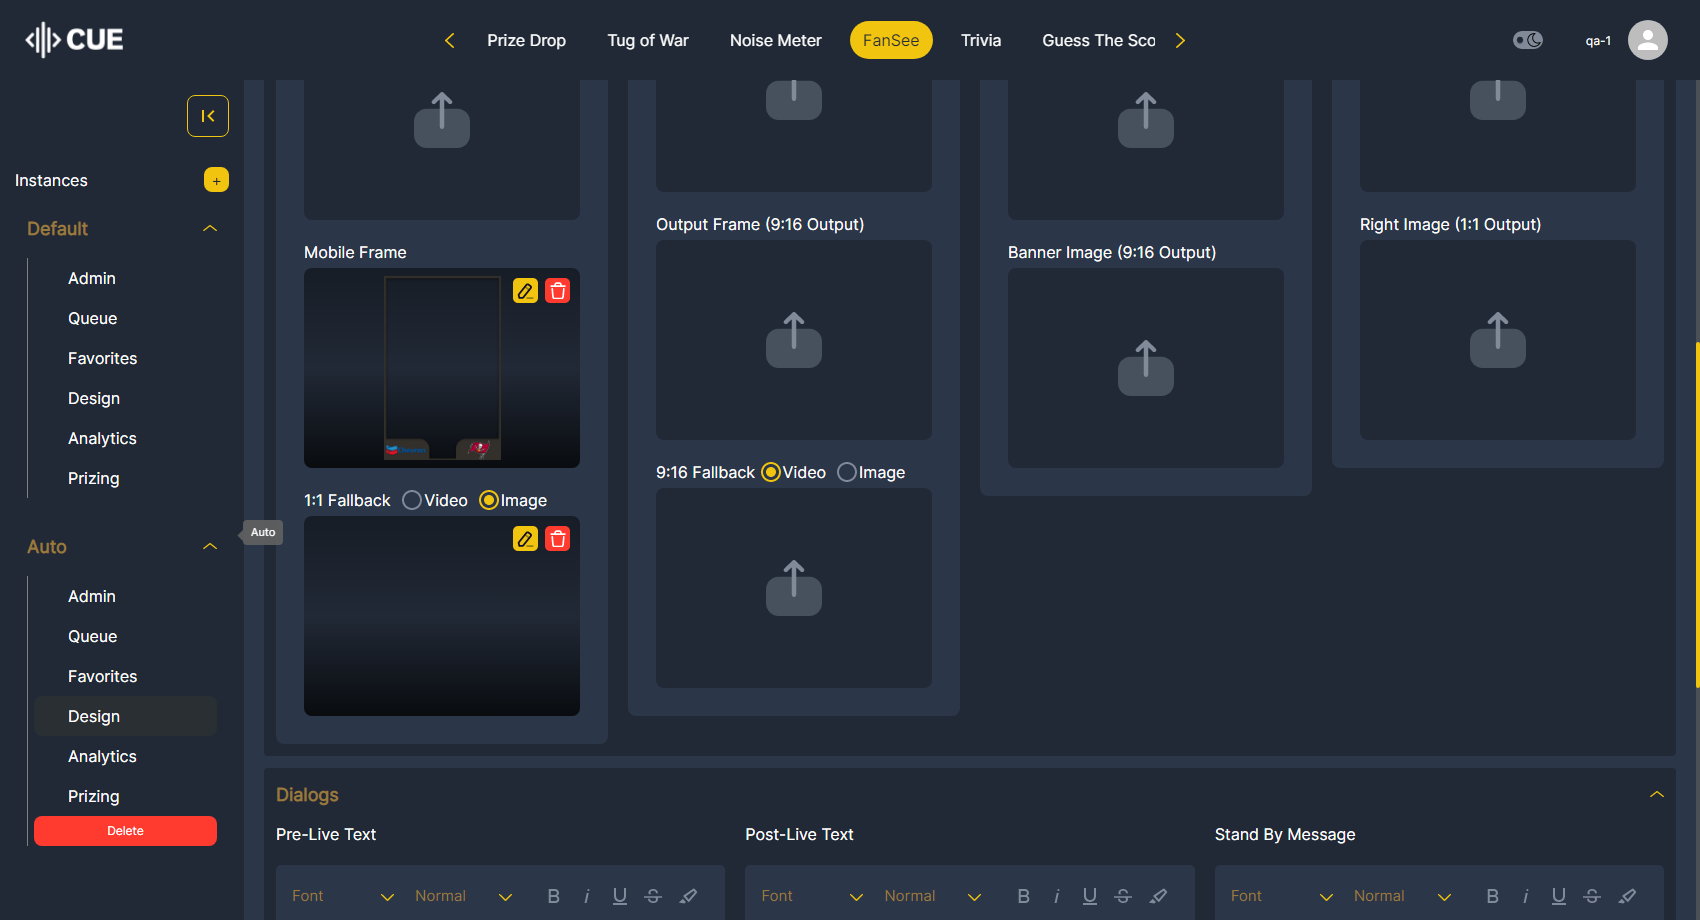 CUE
Prize Drop
Tug of War
Noise Meter
FanSee
Trivia
Guess The Sco
qa-1
Instances
+
Default
Admin
Queue
Favorites
Design
Analytics
Prizing
Auto
Auto
Admin
Queue
Favorites
Design
Analytics
Prizing
Delete
Mobile Frame
1:1 Fallback Video Image
Output Frame (9:16 Output)
9:16 Fallback Video Image
Banner Image (9:16 Output)
Right Image (1:1 Output)
Dialogs
Pre-Live Text
Font Normal B i U S
Post-Live Text
Font Normal B i U S
Stand By Message
Font Normal B i U S